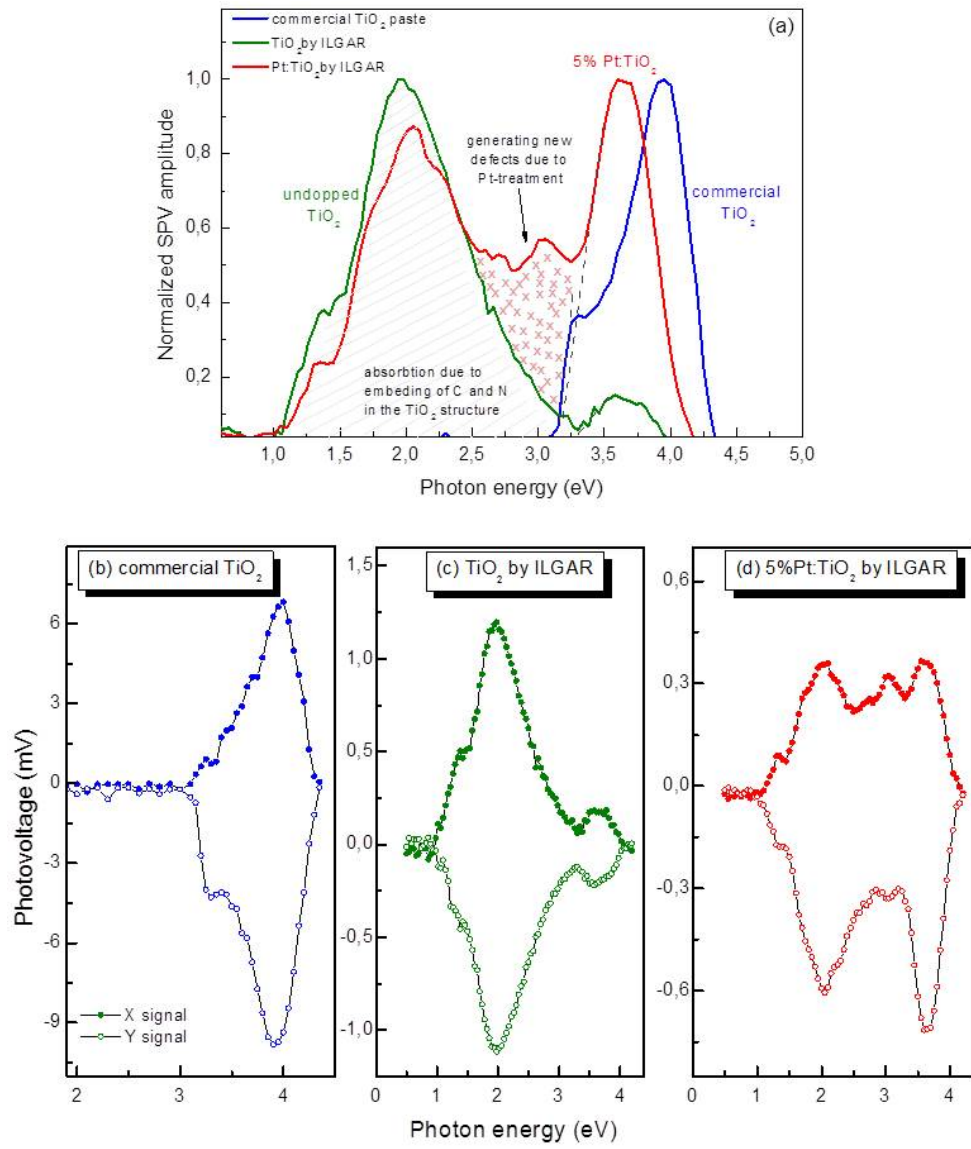 commercial TiO2 paste
TiO2 by ILGAR
Pt:TiO2 by ILGAR
(a)
5% Pt:TiO2
generating new
defects due to
Pt-treatment
undopped
TiO2
commercial
TiO2
absorbtion due to
embeding of C and N
in the TiO2 structure
Normalized SPV amplitude
1,0
0,8
0,6
0,4
0,2
1,0 1,5 2,0 2,5 3,0 3,5 4,0 4,5 5,0
Photon energy (eV)
(b) commercial TiO2
(c) TiO2 by ILGAR
(d) 5%Pt:TiO2 by ILGAR
Photovoltage (mV)
6
3
0
-3
-6
-9
X signal
Y signal
2 3 4
1,5
1,0
0,5
0,0
-0,5
-1,0
0 1 2 3 4
0,6
0,3
0,0
-0,3
-0,6
0 1 2 3 4
Photon energy (eV)